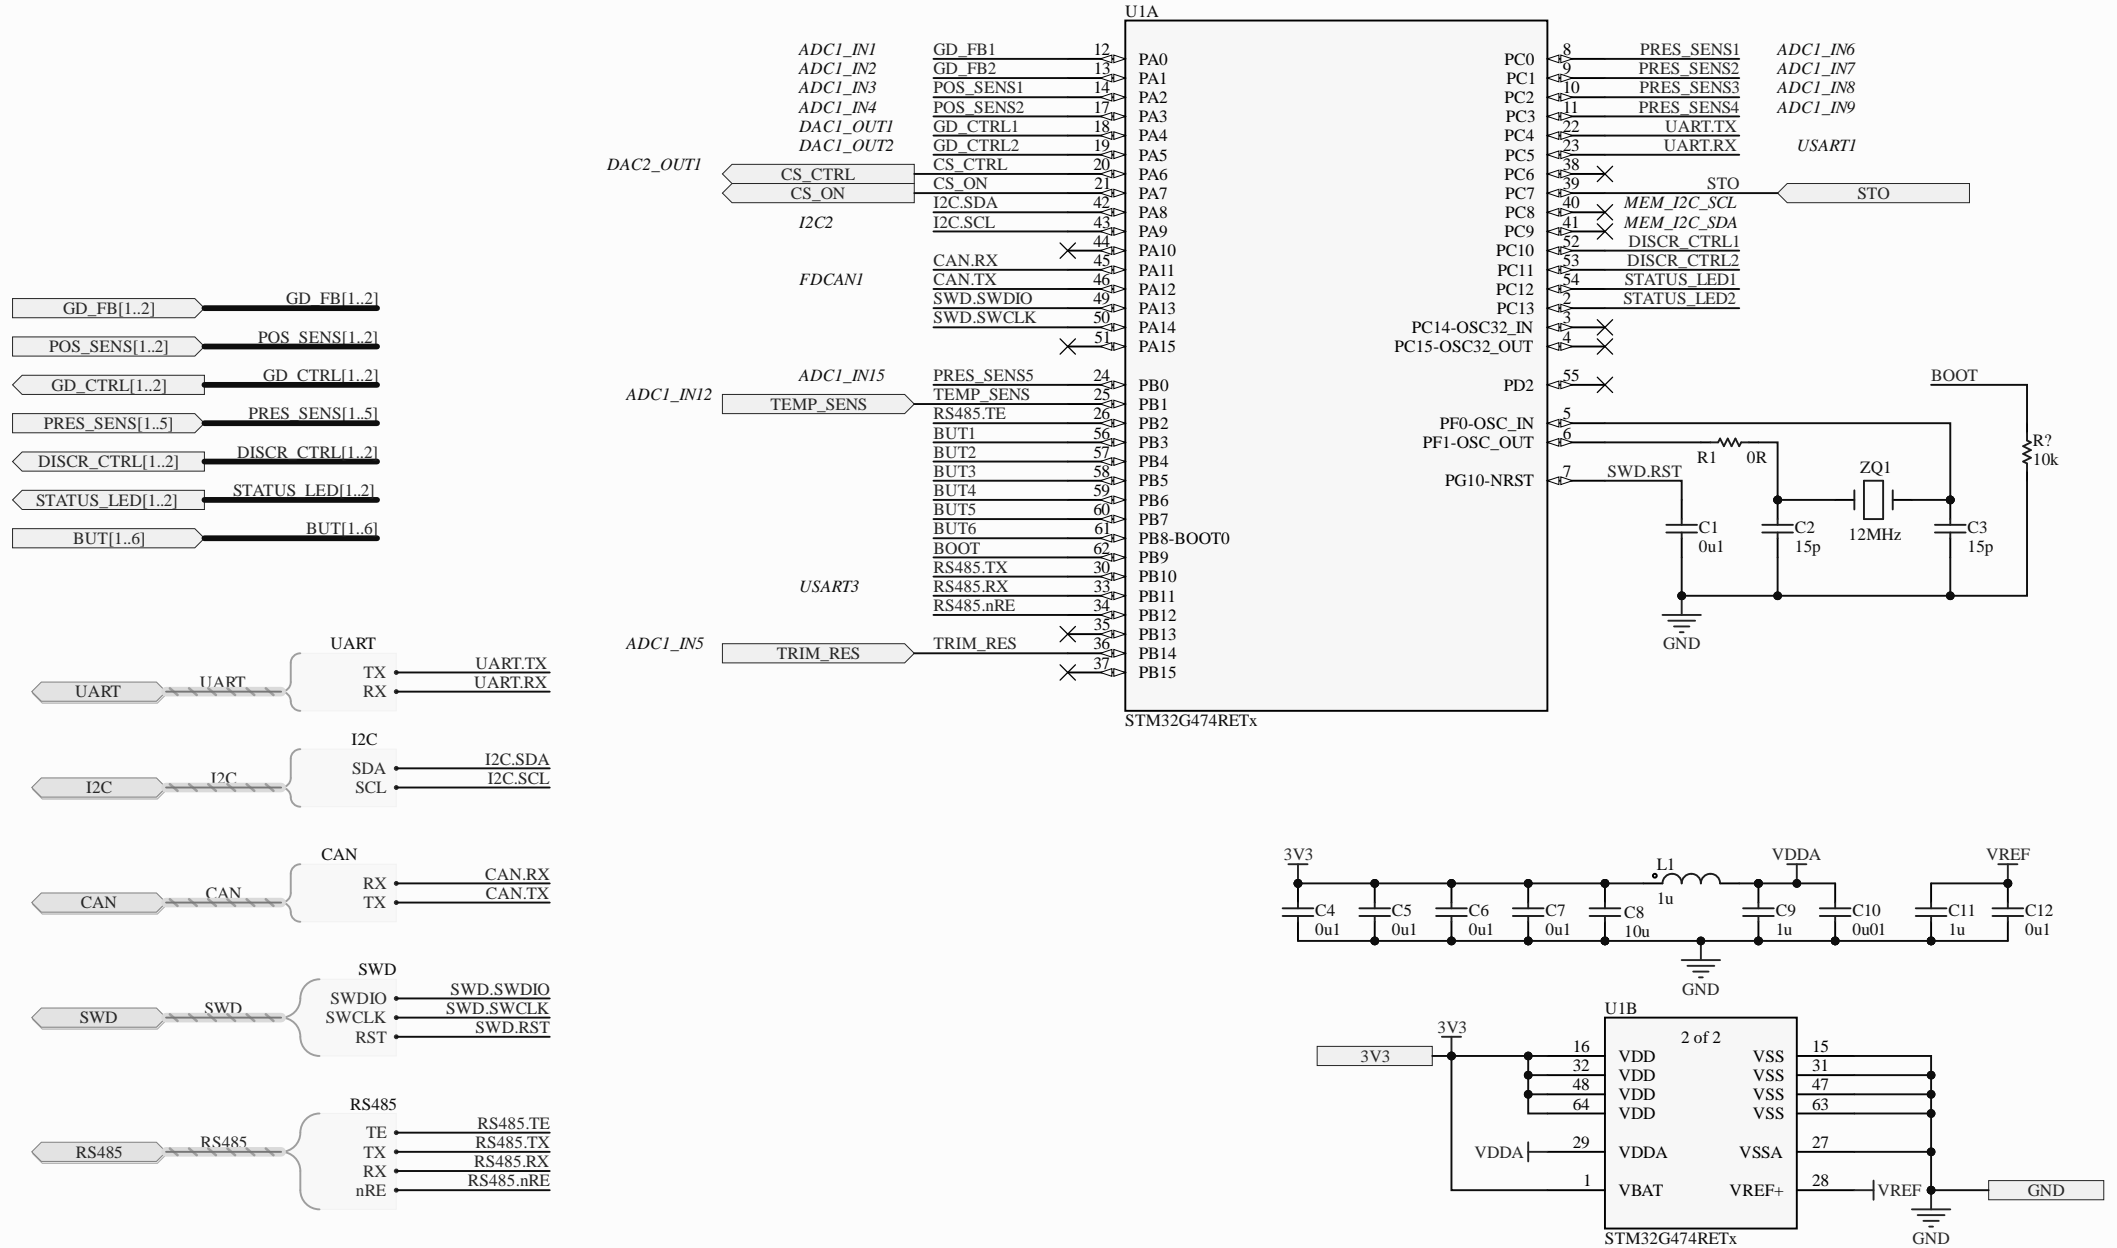 U1A
ADC1_IN1 GD_FB1 12 PA0 PC0 8 PRES_SENS1 ADC1_IN6
ADC1_IN2 GD_FB2 13 PA1 PC1 9 PRES_SENS2 ADC1_IN7
ADC1_IN3 POS_SENS1 14 PA2 PC2 10 PRES_SENS3 ADC1_IN8
ADC1_IN4 POS_SENS2 17 PA3 PC3 11 PRES_SENS4 ADC1_IN9
DAC1_OUT1 GD_CTRL1 18 PA4 PC4 22 UART.TX
DAC1_OUT2 GD_CTRL2 19 PA5 PC5 23 UART.RX USART1
DAC2_OUT1 CS_CTRL CS_CTRL 20 PA6 PC6 38
CS_ON CS_ON 21 PA7 PC7 39 STO STO
I2C.SDA 42 PA8 PC8 40 MEM_I2C_SCL
I2C2 I2C.SCL 43 PA9 PC9 41 MEM_I2C_SDA
44 PA10 PC10 52 DISCR_CTRL1
CAN.RX 45 PA11 PC11 53 DISCR_CTRL2
FDCAN1 CAN.TX 46 PA12 PC12 54 STATUS_LED1
SWD.SWDIO 49 PA13 PC13 2 STATUS_LED2
SWD.SWCLK 50 PA14 PC14-OSC32_IN 3
51 PA15 PC15-OSC32_OUT 4
ADC1_IN15 PRES_SENS5 24 PB0 PD2 55
ADC1_IN12 TEMP_SENS TEMP_SENS 25 PB1
RS485.TE 26 PB2 PF0-OSC_IN 5
BUT1 56 PB3 PF1-OSC_OUT 6
BUT2 57 PB4
BUT3 58 PB5 PG10-NRST 7 SWD.RST
BUT4 59 PB6
BUT5 60 PB7
BUT6 61 PB8-BOOT0
BOOT 62 PB9
RS485.TX 30 PB10
USART3 RS485.RX 33 PB11
RS485.nRE 34 PB12
35 PB13
ADC1_IN5 TRIM_RES TRIM_RES 36 PB14
37 PB15
STM32G474RETx
BOOT
R?
10k
R1 0R
ZQ1
12MHz
C1
0u1
C2
15p
C3
15p
GND
GD_FB[1..2] GD_FB[1..2]
POS_SENS[1..2] POS_SENS[1..2]
GD_CTRL[1..2] GD_CTRL[1..2]
PRES_SENS[1..5] PRES_SENS[1..5]
DISCR_CTRL[1..2] DISCR_CTRL[1..2]
STATUS_LED[1..2] STATUS_LED[1..2]
BUT[1..6] BUT[1..6]
UART
TX UART.TX
UART UART RX UART.RX
I2C
SDA I2C.SDA
I2C I2C SCL I2C.SCL
CAN
RX CAN.RX
CAN CAN TX CAN.TX
SWD
SWDIO SWD.SWDIO
SWD SWD SWCLK SWD.SWCLK
RST SWD.RST
RS485
TE RS485.TE
RS485 RS485 TX RS485.TX
RX RS485.RX
nRE RS485.nRE
3V3 L1 VDDA VREF
1u
C4 C5 C6 C7 C8 C9 C10 C11 C12
0u1 0u1 0u1 0u1 10u 1u 0u01 1u 0u1
GND
U1B
3V3 2 of 2
3V3 16 VDD VSS 15
32 VDD VSS 31
48 VDD VSS 47
64 VDD VSS 63
VDDA 29 VDDA VSSA 27
1 VBAT VREF+ 28 VREF GND
STM32G474RETx GND